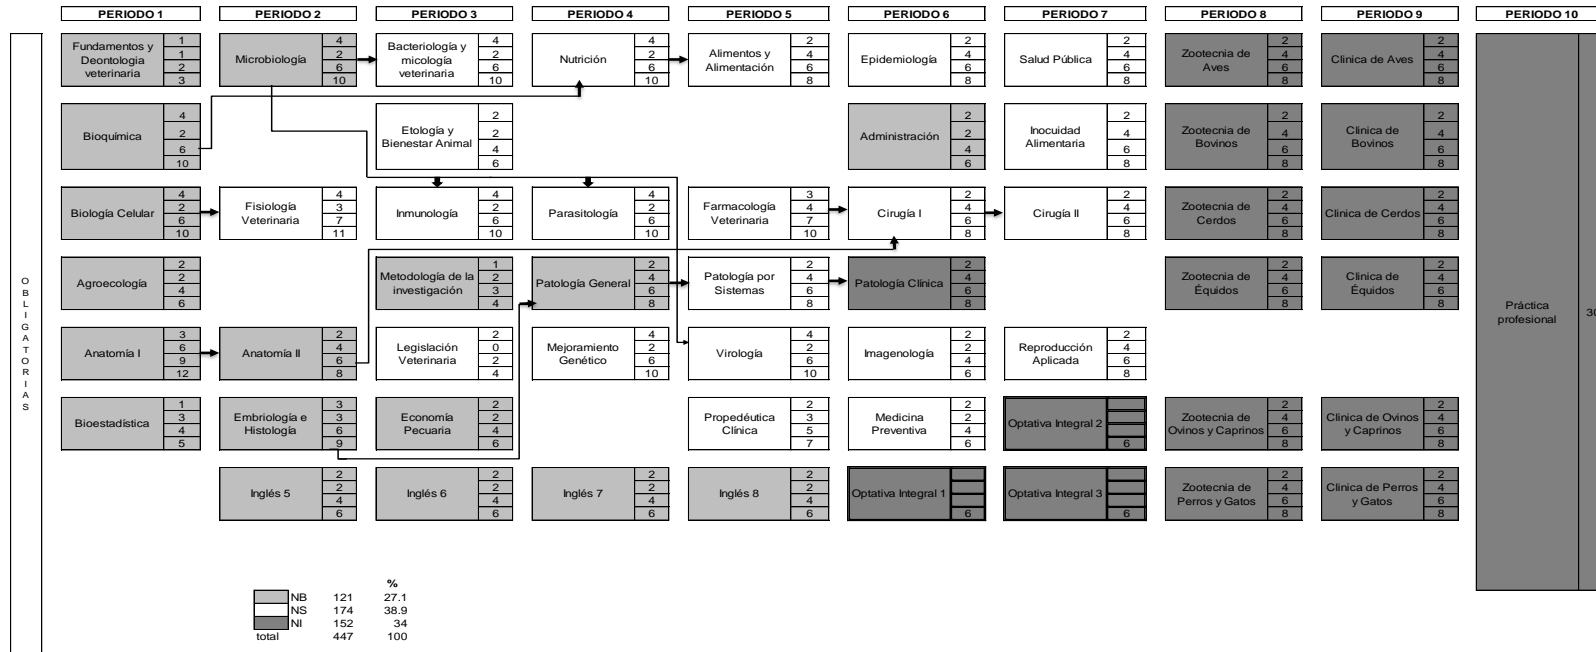 PERIODO 1 PERIODO 2 PERIODO 3 PERIODO 4 PERIODO 5 PERIODO 6 PERIODO 7 PERIODO 8 PERIODO 9 PERIODO 10
OBLIGATORIAS
Fundamentos y
Deontologia
veterinaria
1
1
2
3
Microbiología
4
2
6
10
Bacteriología y
micología
veterinaria
4
2
6
10
Nutrición
4
2
6
10
Alimentos y
Alimentación
2
4
6
8
Epidemiología
2
4
6
8
Salud Pública
2
4
6
8
Zootecnia de
Aves
2
4
6
8
Clinica de Aves
2
4
6
8
Bioquímica
4
2
6
10
Etología y
Bienestar Animal
2
2
4
6
Administración
2
2
4
6
Inocuidad
Alimentaria
2
4
6
8
Zootecnia de
Bovinos
2
4
6
8
Clinica de
Bovinos
2
4
6
8
Biología Celular
4
2
6
10
Fisiología
Veterinaria
4
3
7
11
Inmunología
4
2
6
10
Parasitología
4
2
6
10
Farmacología
Veterinaria
3
4
7
10
Cirugía I
2
4
6
8
Cirugía II
2
4
6
8
Zootecnia de
Cerdos
2
4
6
8
Clinica de Cerdos
2
4
6
8
Agroecología
2
2
4
6
Metodología de la
investigación
1
2
3
4
Patología General
2
4
6
8
Patología por
Sistemas
2
4
6
8
Patología Clínica
2
4
6
8
Zootecnia de
Équidos
2
4
6
8
Clínica de
Équidos
2
4
6
8
Anatomía I
3
6
9
12
Anatomía II
2
4
6
8
Legislación
Veterinaria
2
0
2
4
Mejoramiento
Genético
4
2
6
10
Virología
4
2
6
10
Imagenología
2
2
4
6
Reproducción
Aplicada
2
4
6
8
Bioestadística
1
3
4
5
Embriología e
Histología
3
3
6
9
Economía
Pecuaria
2
2
4
6
Propedéutica
Clínica
2
3
5
7
Medicina
Preventiva
2
2
4
6
Optativa Integral 2
6
Zootecnia de
Ovinos y Caprinos
2
4
6
8
Clinica de Ovinos
y Caprinos
2
4
6
8
Inglés 5
2
2
4
6
Inglés 6
2
2
4
6
Inglés 7
2
2
4
6
Inglés 8
2
2
4
6
Optativa Integral 1
6
Optativa Integral 3
6
Zootecnia de
Perros y Gatos
2
4
6
8
Clinica de Perros
y Gatos
2
4
6
8
Práctica
profesional
30
%
NB 121 27.1
NS 174 38.9
NI 152 34
total 447 100